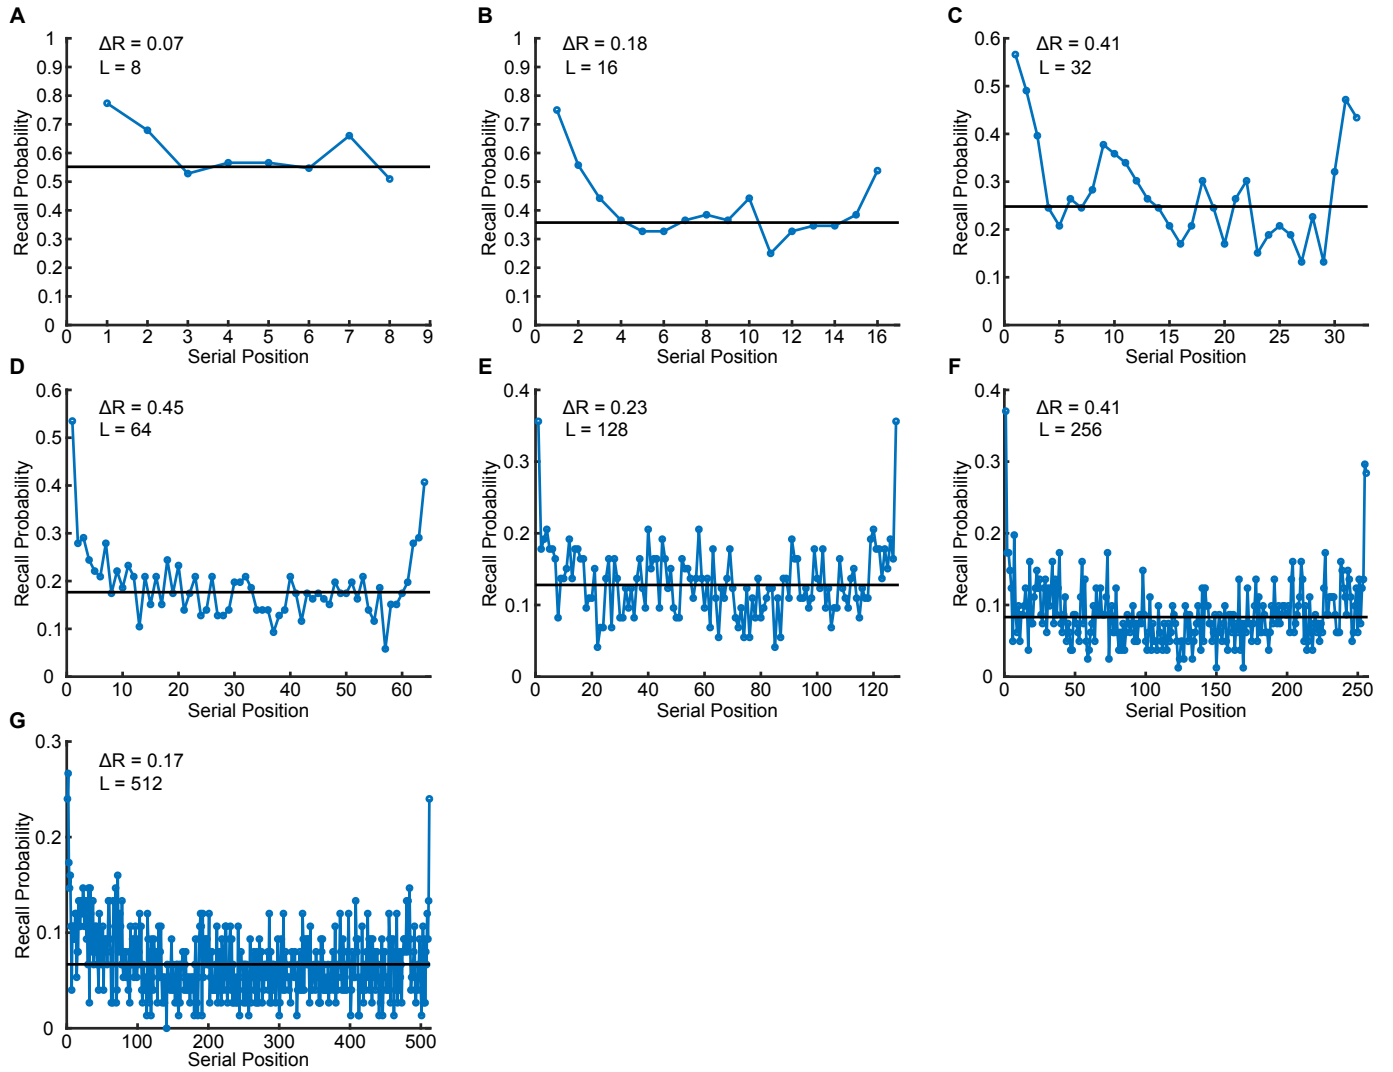 A
ΔR = 0.07
L = 8
Recall Probability
1
0.9
0.8
0.7
0.6
0.5
0.4
0.3
0.2
0.1
0
0 1 2 3 4 5 6 7 8 9
Serial Position
B
ΔR = 0.18
L = 16
Recall Probability
1
0.9
0.8
0.7
0.6
0.5
0.4
0.3
0.2
0.1
0
0 2 4 6 8 10 12 14 16
Serial Position
C
ΔR = 0.41
L = 32
Recall Probability
0.6
0.5
0.4
0.3
0.2
0.1
0
0 5 10 15 20 25 30
Serial Position
D
ΔR = 0.45
L = 64
Recall Probability
0.6
0.5
0.4
0.3
0.2
0.1
0
0 10 20 30 40 50 60
Serial Position
E
ΔR = 0.23
L = 128
Recall Probability
0.4
0.3
0.2
0.1
0
0 20 40 60 80 100 120
Serial Position
F
ΔR = 0.41
L = 256
Recall Probability
0.4
0.3
0.2
0.1
0
0 50 100 150 200 250
Serial Position
G
ΔR = 0.17
L = 512
Recall Probability
0.3
0.2
0.1
0
0 100 200 300 400 500
Serial Position